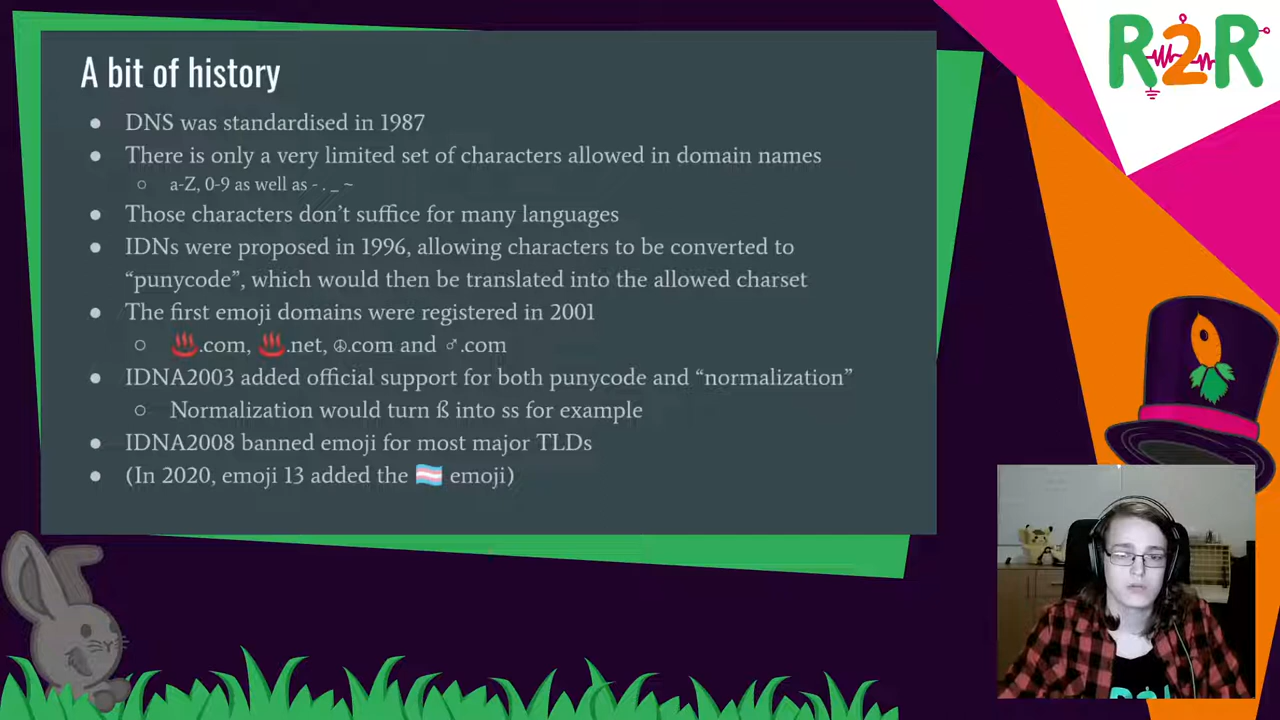 R2R
A bit of history
● DNS was standardised in 1987
● There is only a very limited set of characters allowed in domain names
○ a-Z, 0-9 as well as - . _ ~
● Those characters don’t suffice for many languages
● IDNs were proposed in 1996, allowing characters to be converted to
“punycode”, which would then be translated into the allowed charset
● The first emoji domains were registered in 2001
○ ♨️.com, ♨️.net, ☮.com and ♂.com
● IDNA2003 added official support for both punycode and “normalization”
○ Normalization would turn ß into ss for example
● IDNA2008 banned emoji for most major TLDs
● (In 2020, emoji 13 added the 🏳️‍⚧️ emoji)